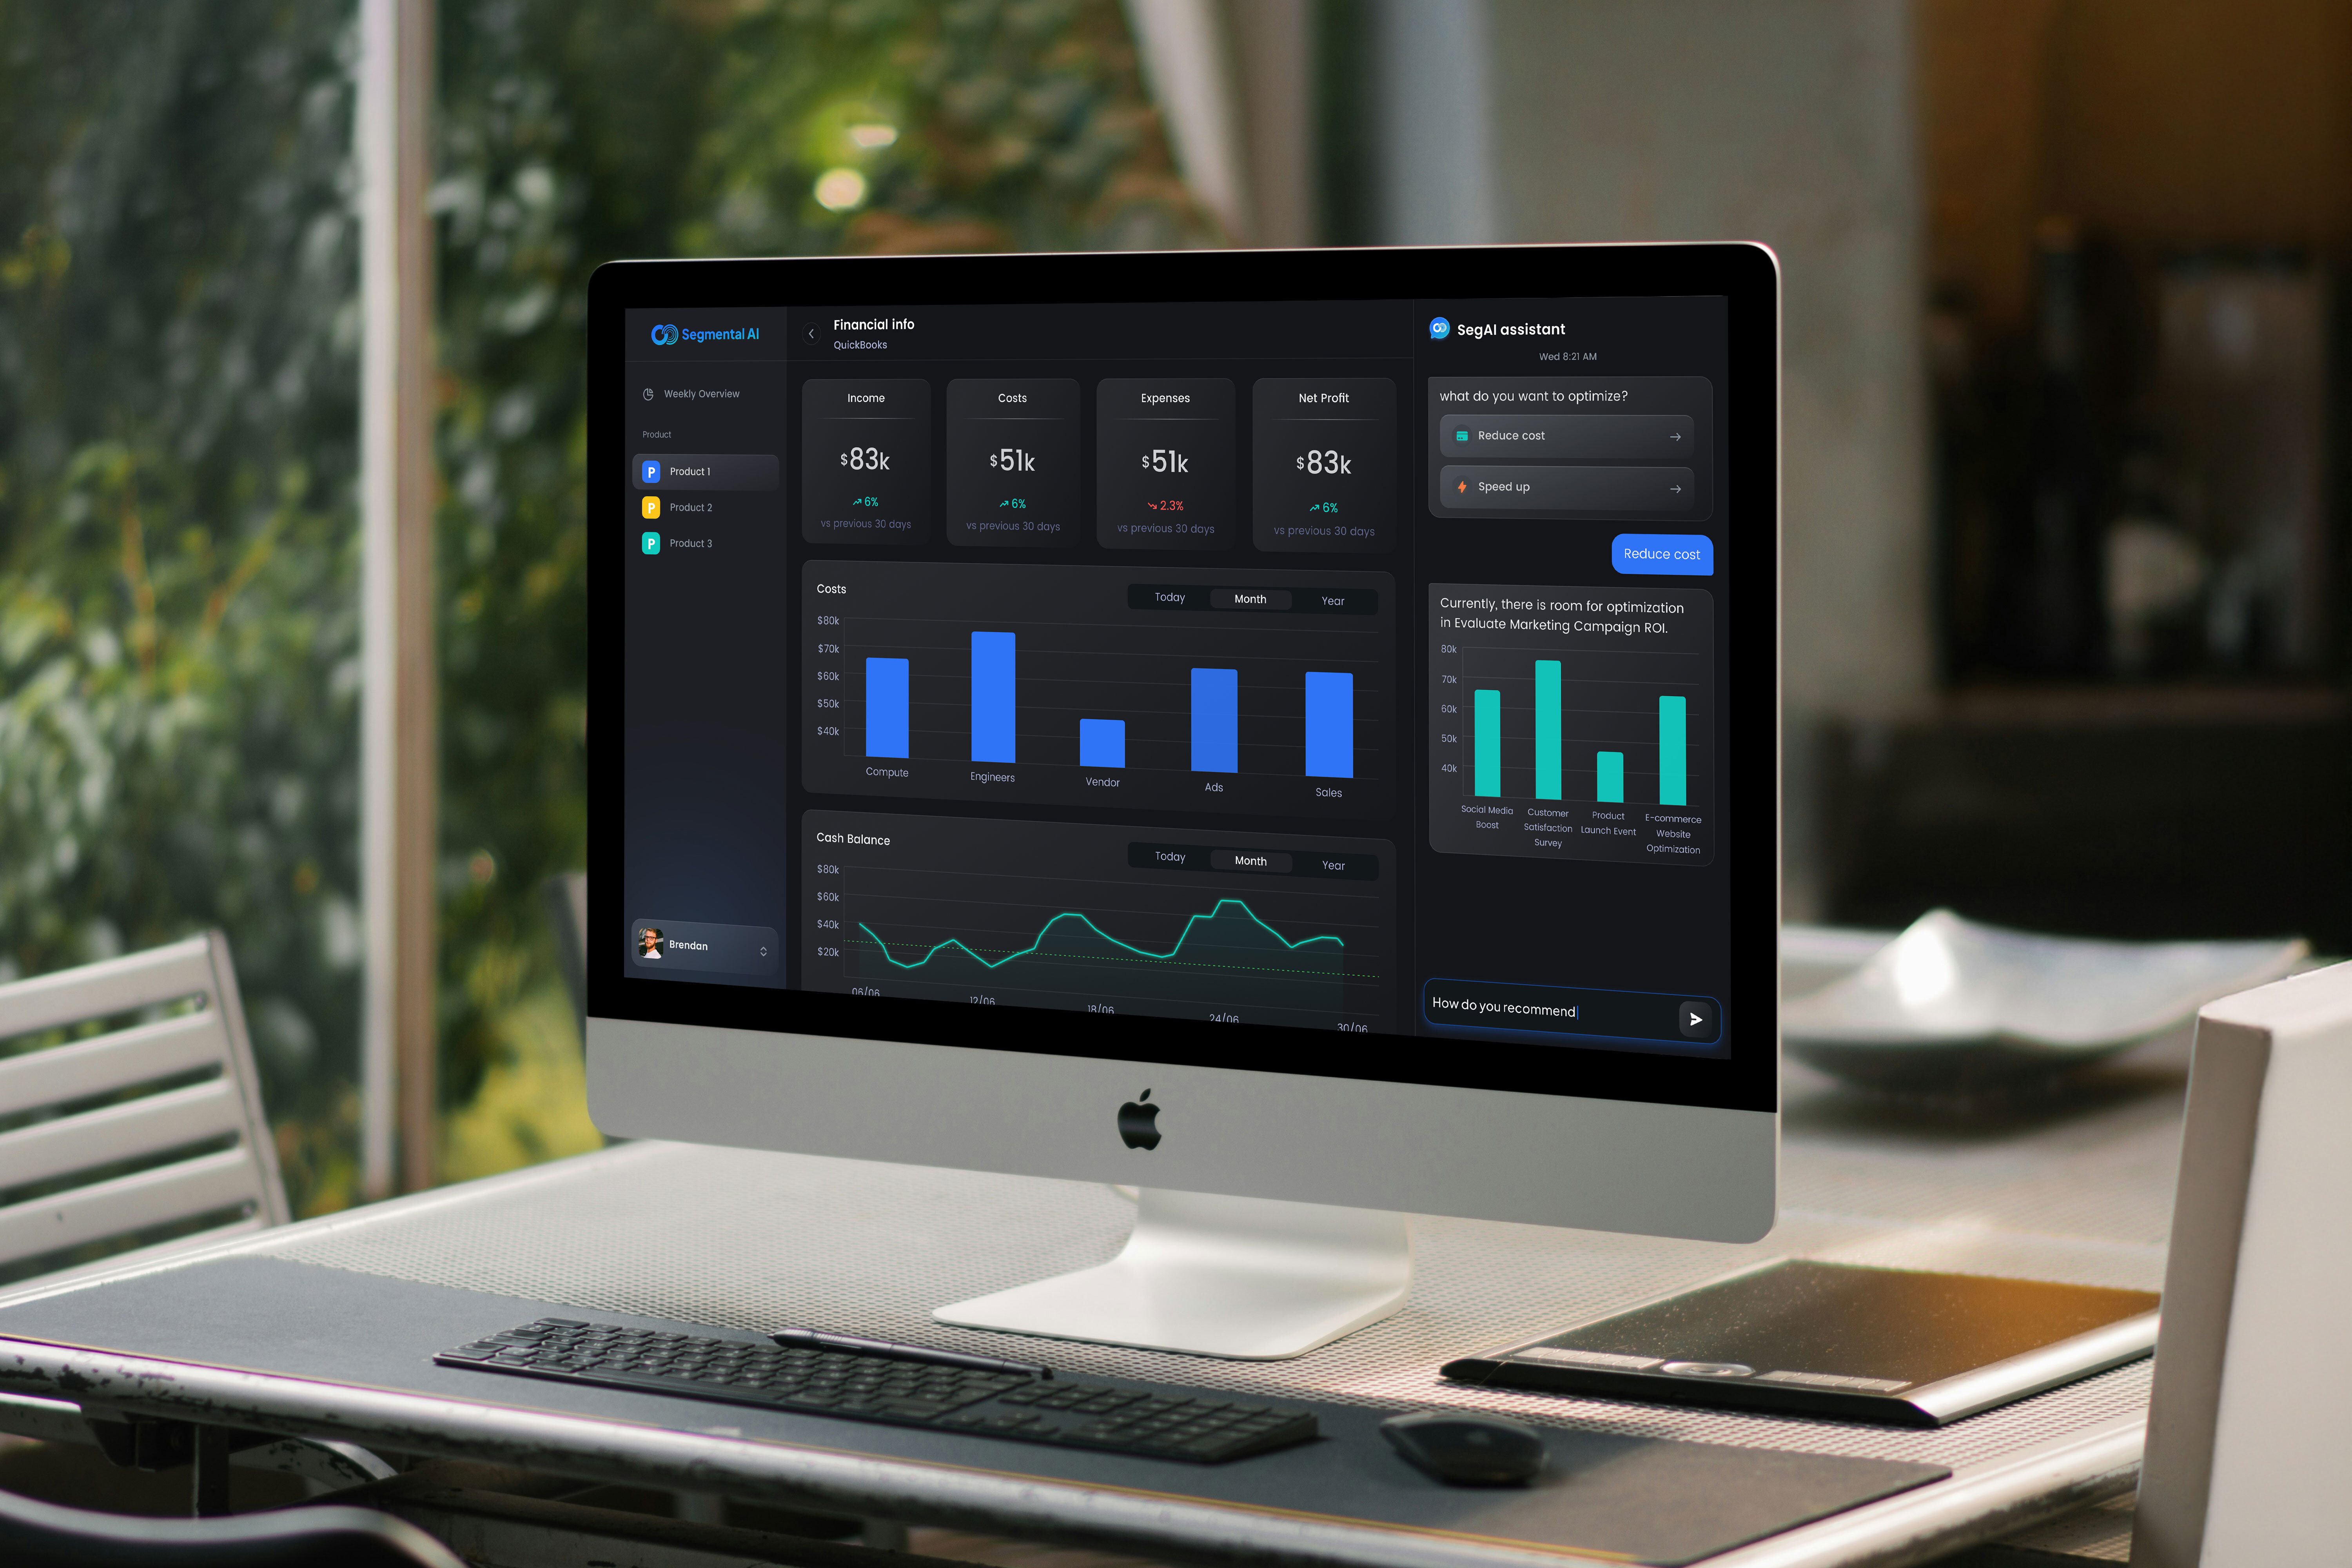 Segmental AI
Weekly Overview
Product
P Product 1
P Product 2
P Product 3
Brendan
Financial info
QuickBooks
Income
$83k
6%
vs previous 30 days
Costs
$51k
6%
vs previous 30 days
Expenses
$51k
2.3%
vs previous 30 days
Net Profit
$83k
6%
vs previous 30 days
Costs
Today Month Year
$80k
$70k
$60k
$50k
$40k
Compute Engineers Vendor Ads Sales
Cash Balance
Today Month Year
$80k
$60k
$40k
$20k
06/06 12/06 18/06 24/06 30/06
SegAI assistant
Wed 8:21 AM
what do you want to optimize?
Reduce cost
Speed up
Reduce cost
Currently, there is room for optimization
in Evaluate Marketing Campaign ROI.
80k
70k
60k
50k
40k
Social Media
Boost
Customer
Satisfaction
Survey
Product
Launch Event
E-commerce
Website
Optimization
How do you recommend